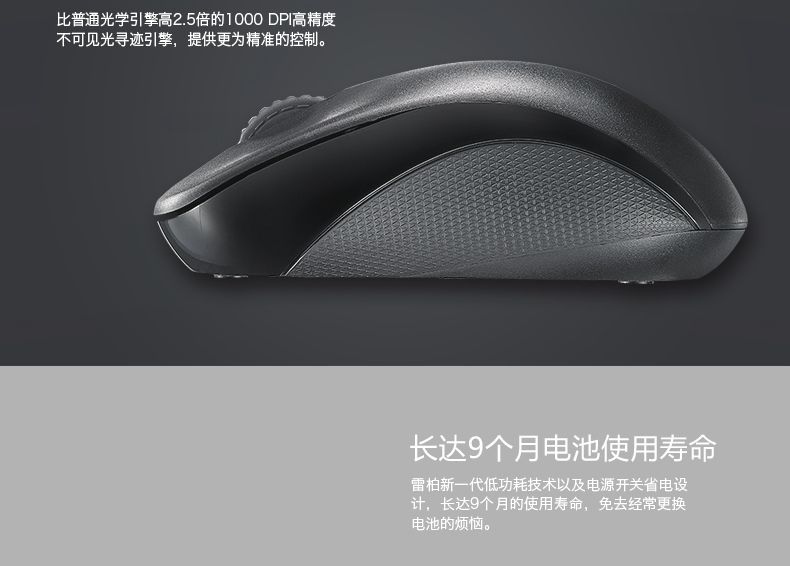 比普通光学引擎高2.5倍的1000 DPI高精度
不可见光寻迹引擎，提供更为精准的控制。
长达9个月电池使用寿命
雷柏新一代低功耗技术以及电源开关省电设
计，长达9个月的使用寿命，免去经常更换
电池的烦恼。